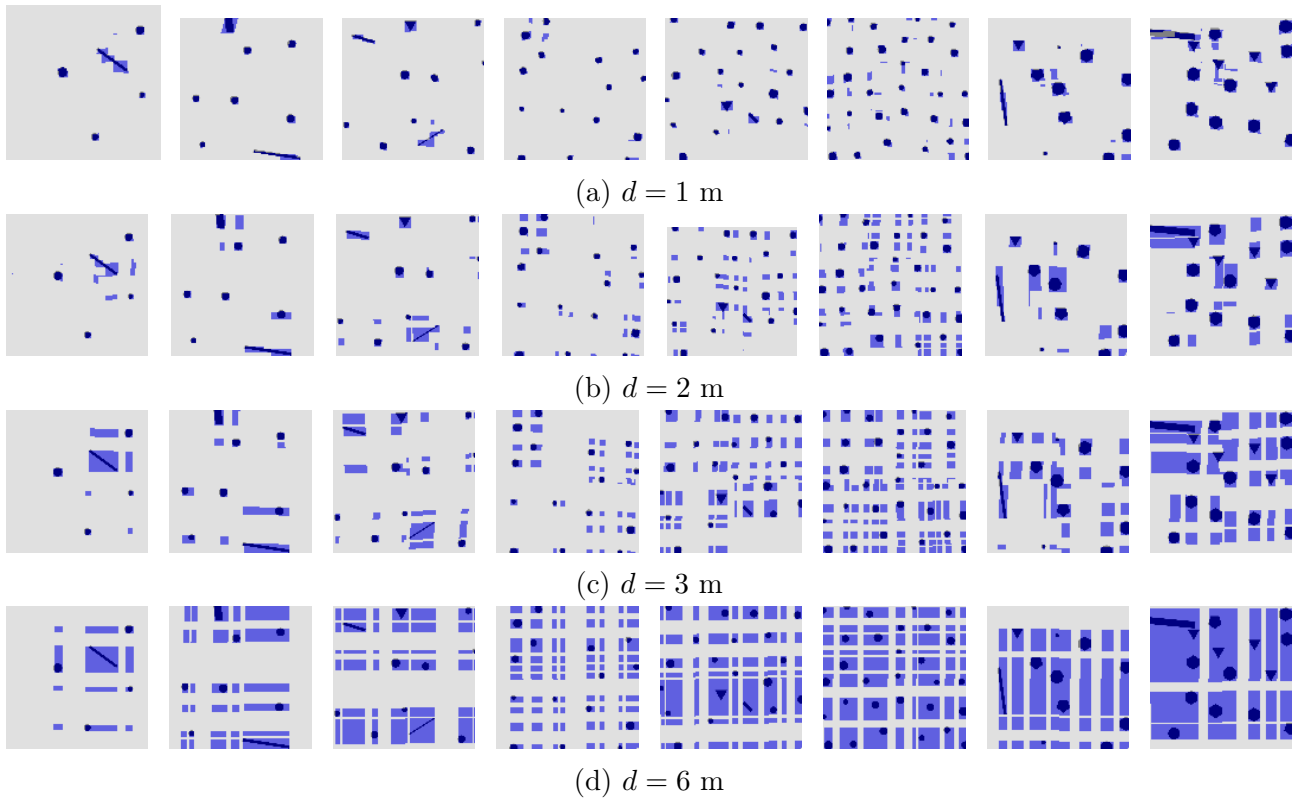 (a) d = 1 m
(b) d = 2 m
(c) d = 3 m
(d) d = 6 m